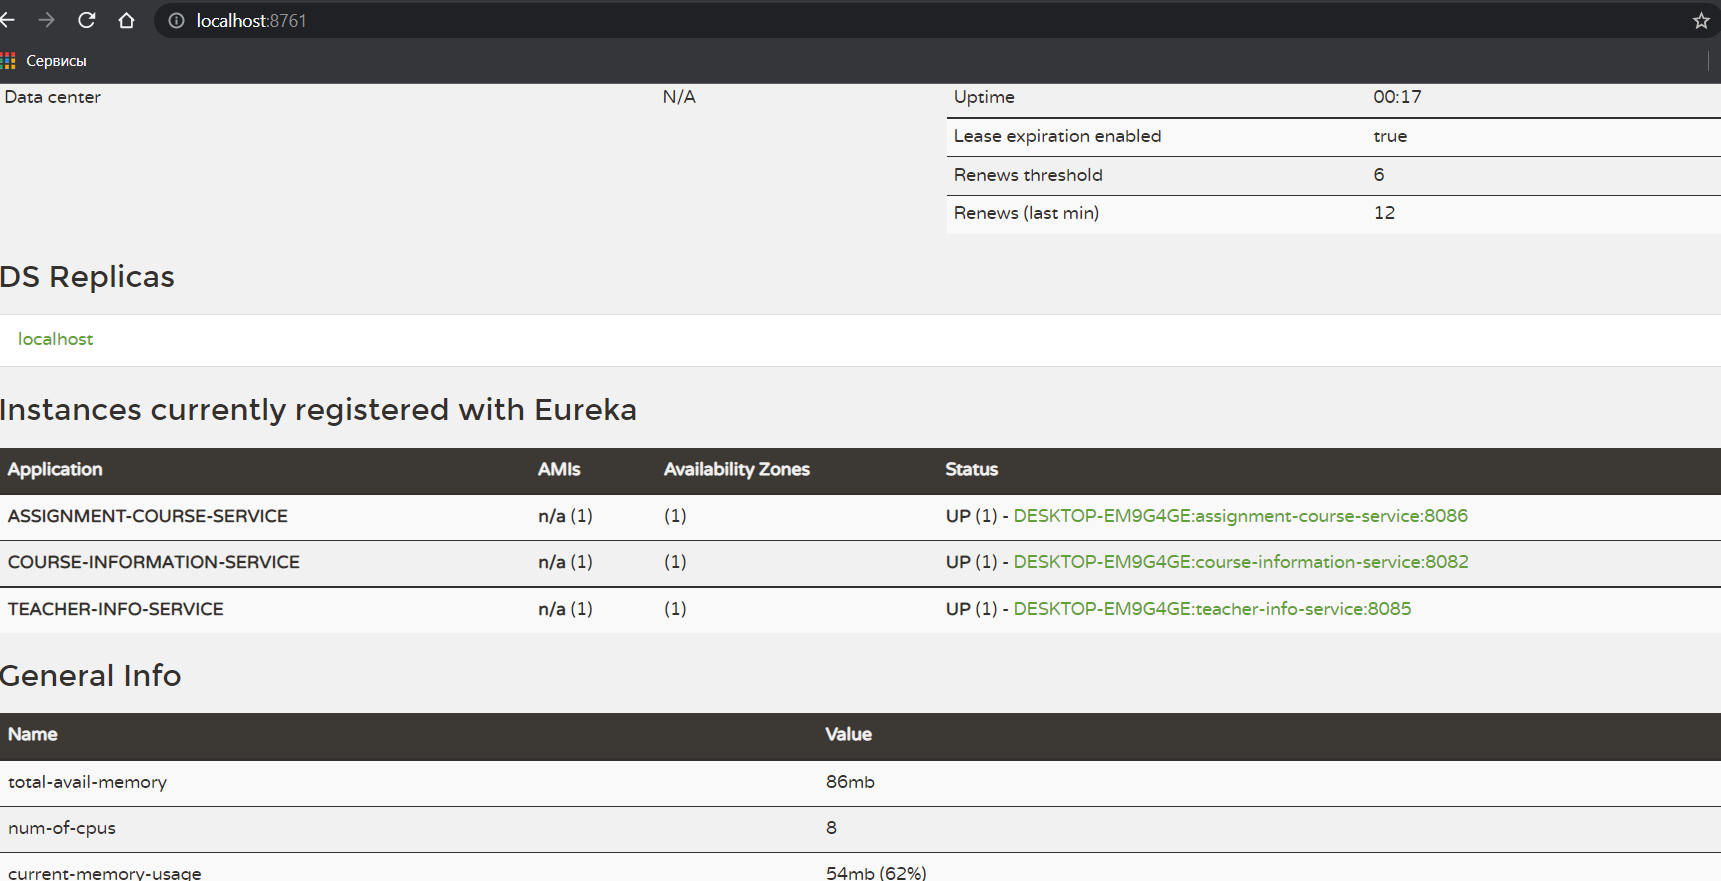 localhost:8761
Сервисы
Data center N/A
Uptime 00:17
Lease expiration enabled true
Renews threshold 6
Renews (last min) 12
DS Replicas
localhost
Instances currently registered with Eureka
Application AMIs Availability Zones Status
ASSIGNMENT-COURSE-SERVICE n/a (1) (1) UP (1) - DESKTOP-EM9G4GE:assignment-course-service:8086
COURSE-INFORMATION-SERVICE n/a (1) (1) UP (1) - DESKTOP-EM9G4GE:course-information-service:8082
TEACHER-INFO-SERVICE n/a (1) (1) UP (1) - DESKTOP-EM9G4GE:teacher-info-service:8085
General Info
Name Value
total-avail-memory 86mb
num-of-cpus 8
current-memory-usage 54mb (62%)